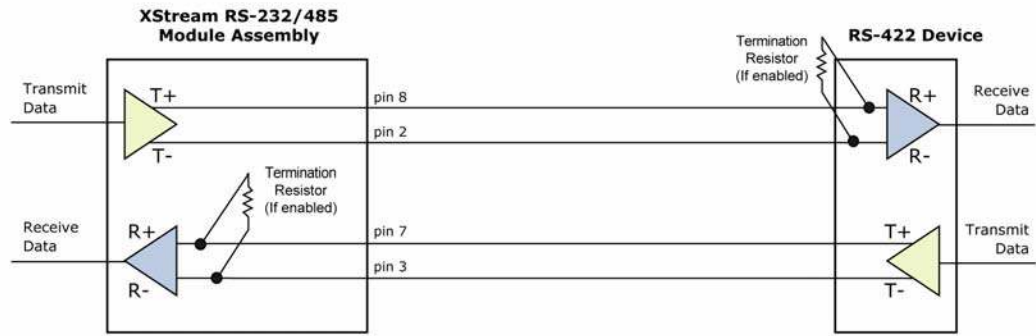 XStream RS-232/485
Module Assembly
RS-422 Device
Termination
Resistor
(If enabled)
Transmit
Data
T+
T-
pin 8
pin 2
R+
R-
Receive
Data
Termination
Resistor
(If enabled)
Receive
Data
R+
R-
pin 7
pin 3
T+
T-
Transmit
Data